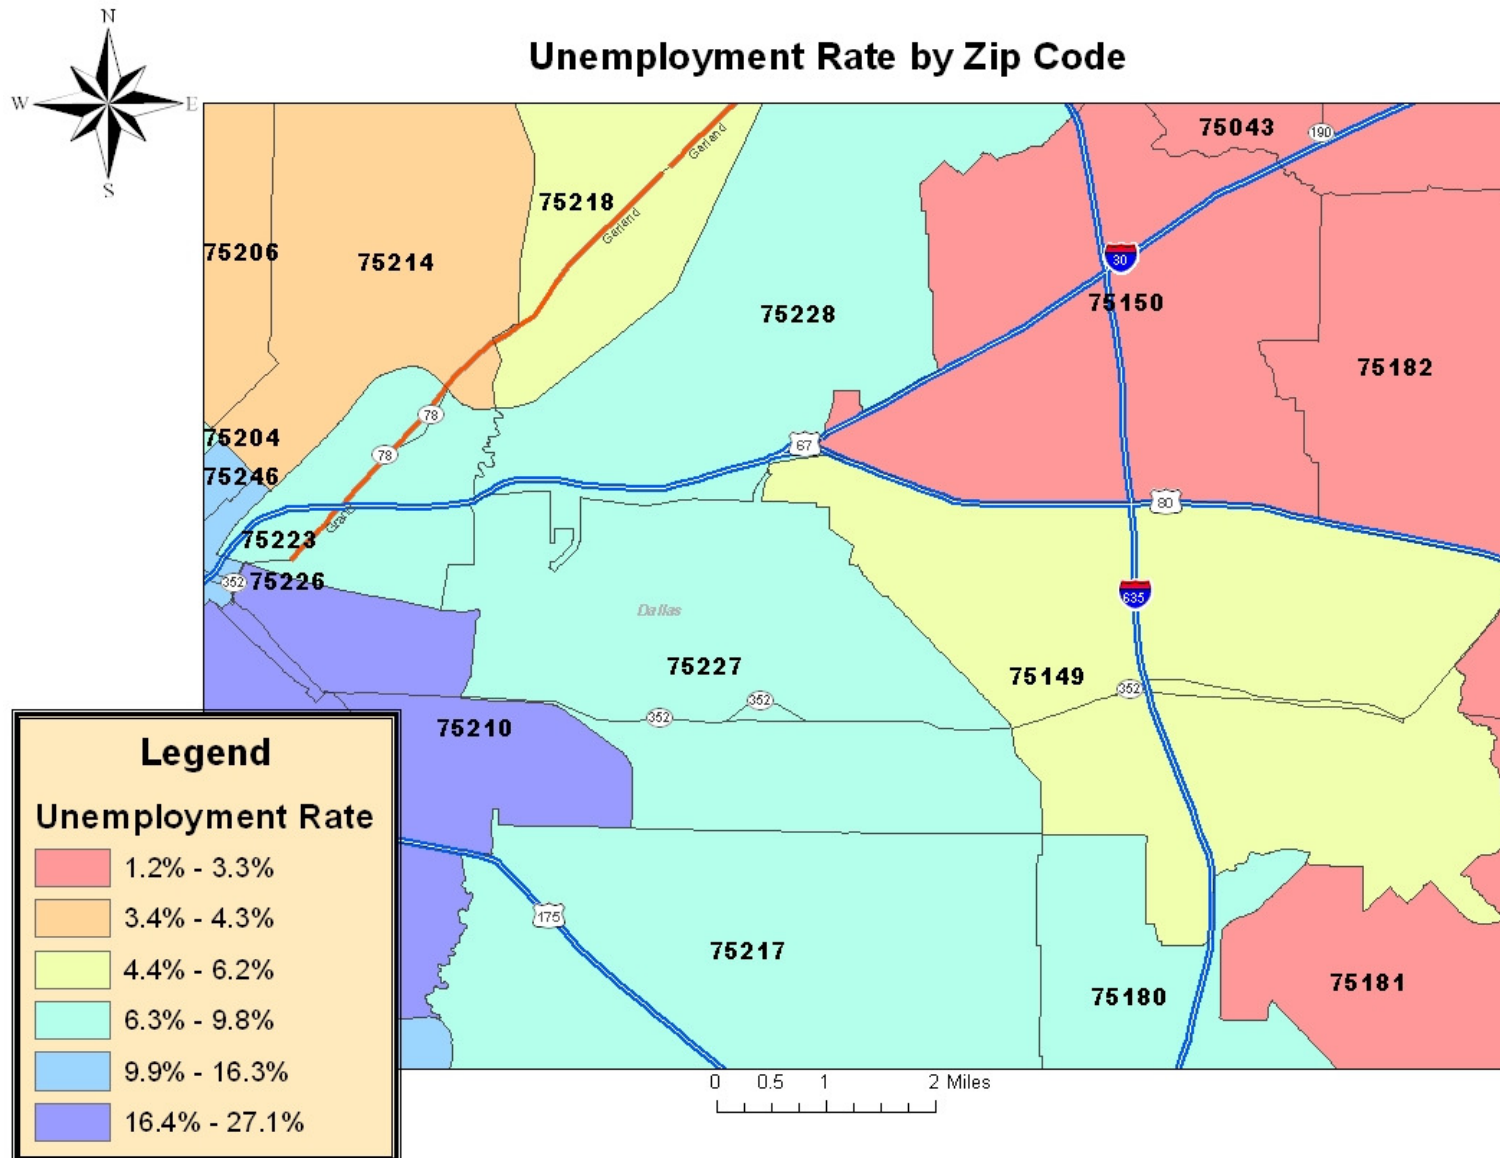 N
Unemployment Rate by Zip Code
W
E
S
75043
190
Garland
75218
Garland
75206
75214
30
75150
75228
75182
78
75204
67
78
75246
80
Grand
75223
75226
352
635
Dallas
75227
75149
352
352
352
75210
Legend
Unemployment Rate
1.2% - 3.3%
3.4% - 4.3%
4.4% - 6.2%
6.3% - 9.8%
9.9% - 16.3%
16.4% - 27.1%
175
75217
75180
75181
0 0.5 1 2 Miles